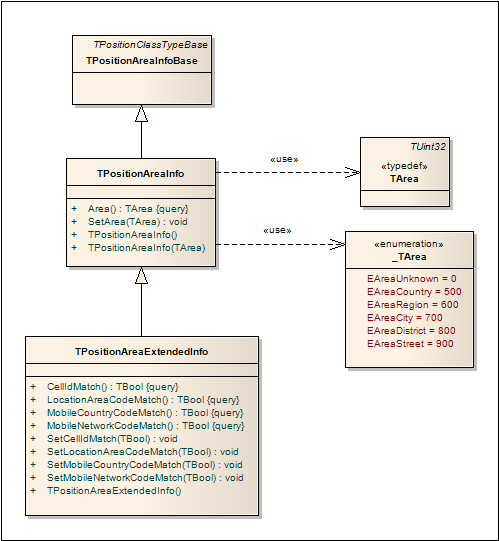 TPositionClassTypeBase
TPositionAreaInfoBase
TPositionAreaInfo
+ Area() : TArea {query}
+ SetArea(TArea) : void
+ TPositionAreaInfo()
+ TPositionAreaInfo(TArea)
«use»
TUint32
«typedef»
TArea
«use»
«enumeration»
_TArea
EAreaUnknown = 0
EAreaCountry = 500
EAreaRegion = 600
EAreaCity = 700
EAreaDistrict = 800
EAreaStreet = 900
TPositionAreaExtendedInfo
+ CellIdMatch() : TBool {query}
+ LocationAreaCodeMatch() : TBool {query}
+ MobileCountryCodeMatch() : TBool {query}
+ MobileNetworkCodeMatch() : TBool {query}
+ SetCellIdMatch(TBool) : void
+ SetLocationAreaCodeMatch(TBool) : void
+ SetMobileCountryCodeMatch(TBool) : void
+ SetMobileNetworkCodeMatch(TBool) : void
+ TPositionAreaExtendedInfo()